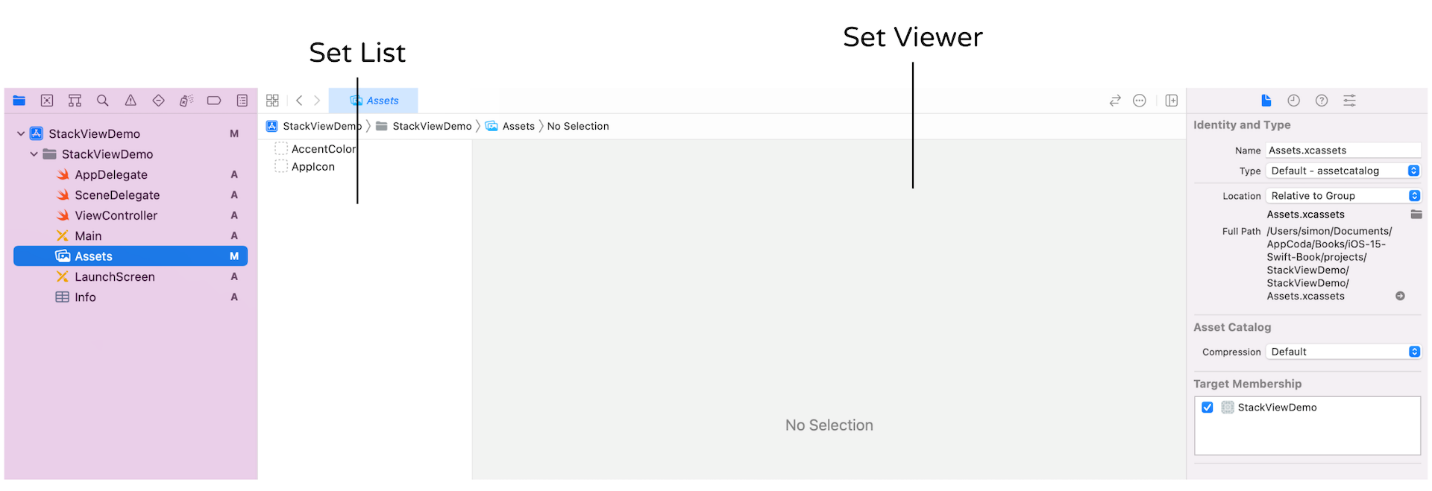 Set List
Set Viewer
Assets
StackViewDemo M
StackViewDemo
AppDelegate A
SceneDelegate A
ViewController A
Main A
Assets M
LaunchScreen A
Info A
StackViewDemo 〉 StackViewDemo 〉 Assets 〉 No Selection
AccentColor
AppIcon
No Selection
Identity and Type
Name Assets.xcassets
Type Default - assetcatalog
Location Relative to Group
Assets.xcassets
Full Path /Users/simon/Documents/
AppCoda/Books/iOS-15-
Swift-Book/projects/
StackViewDemo/
StackViewDemo/
Assets.xcassets
Asset Catalog
Compression Default
Target Membership
StackViewDemo